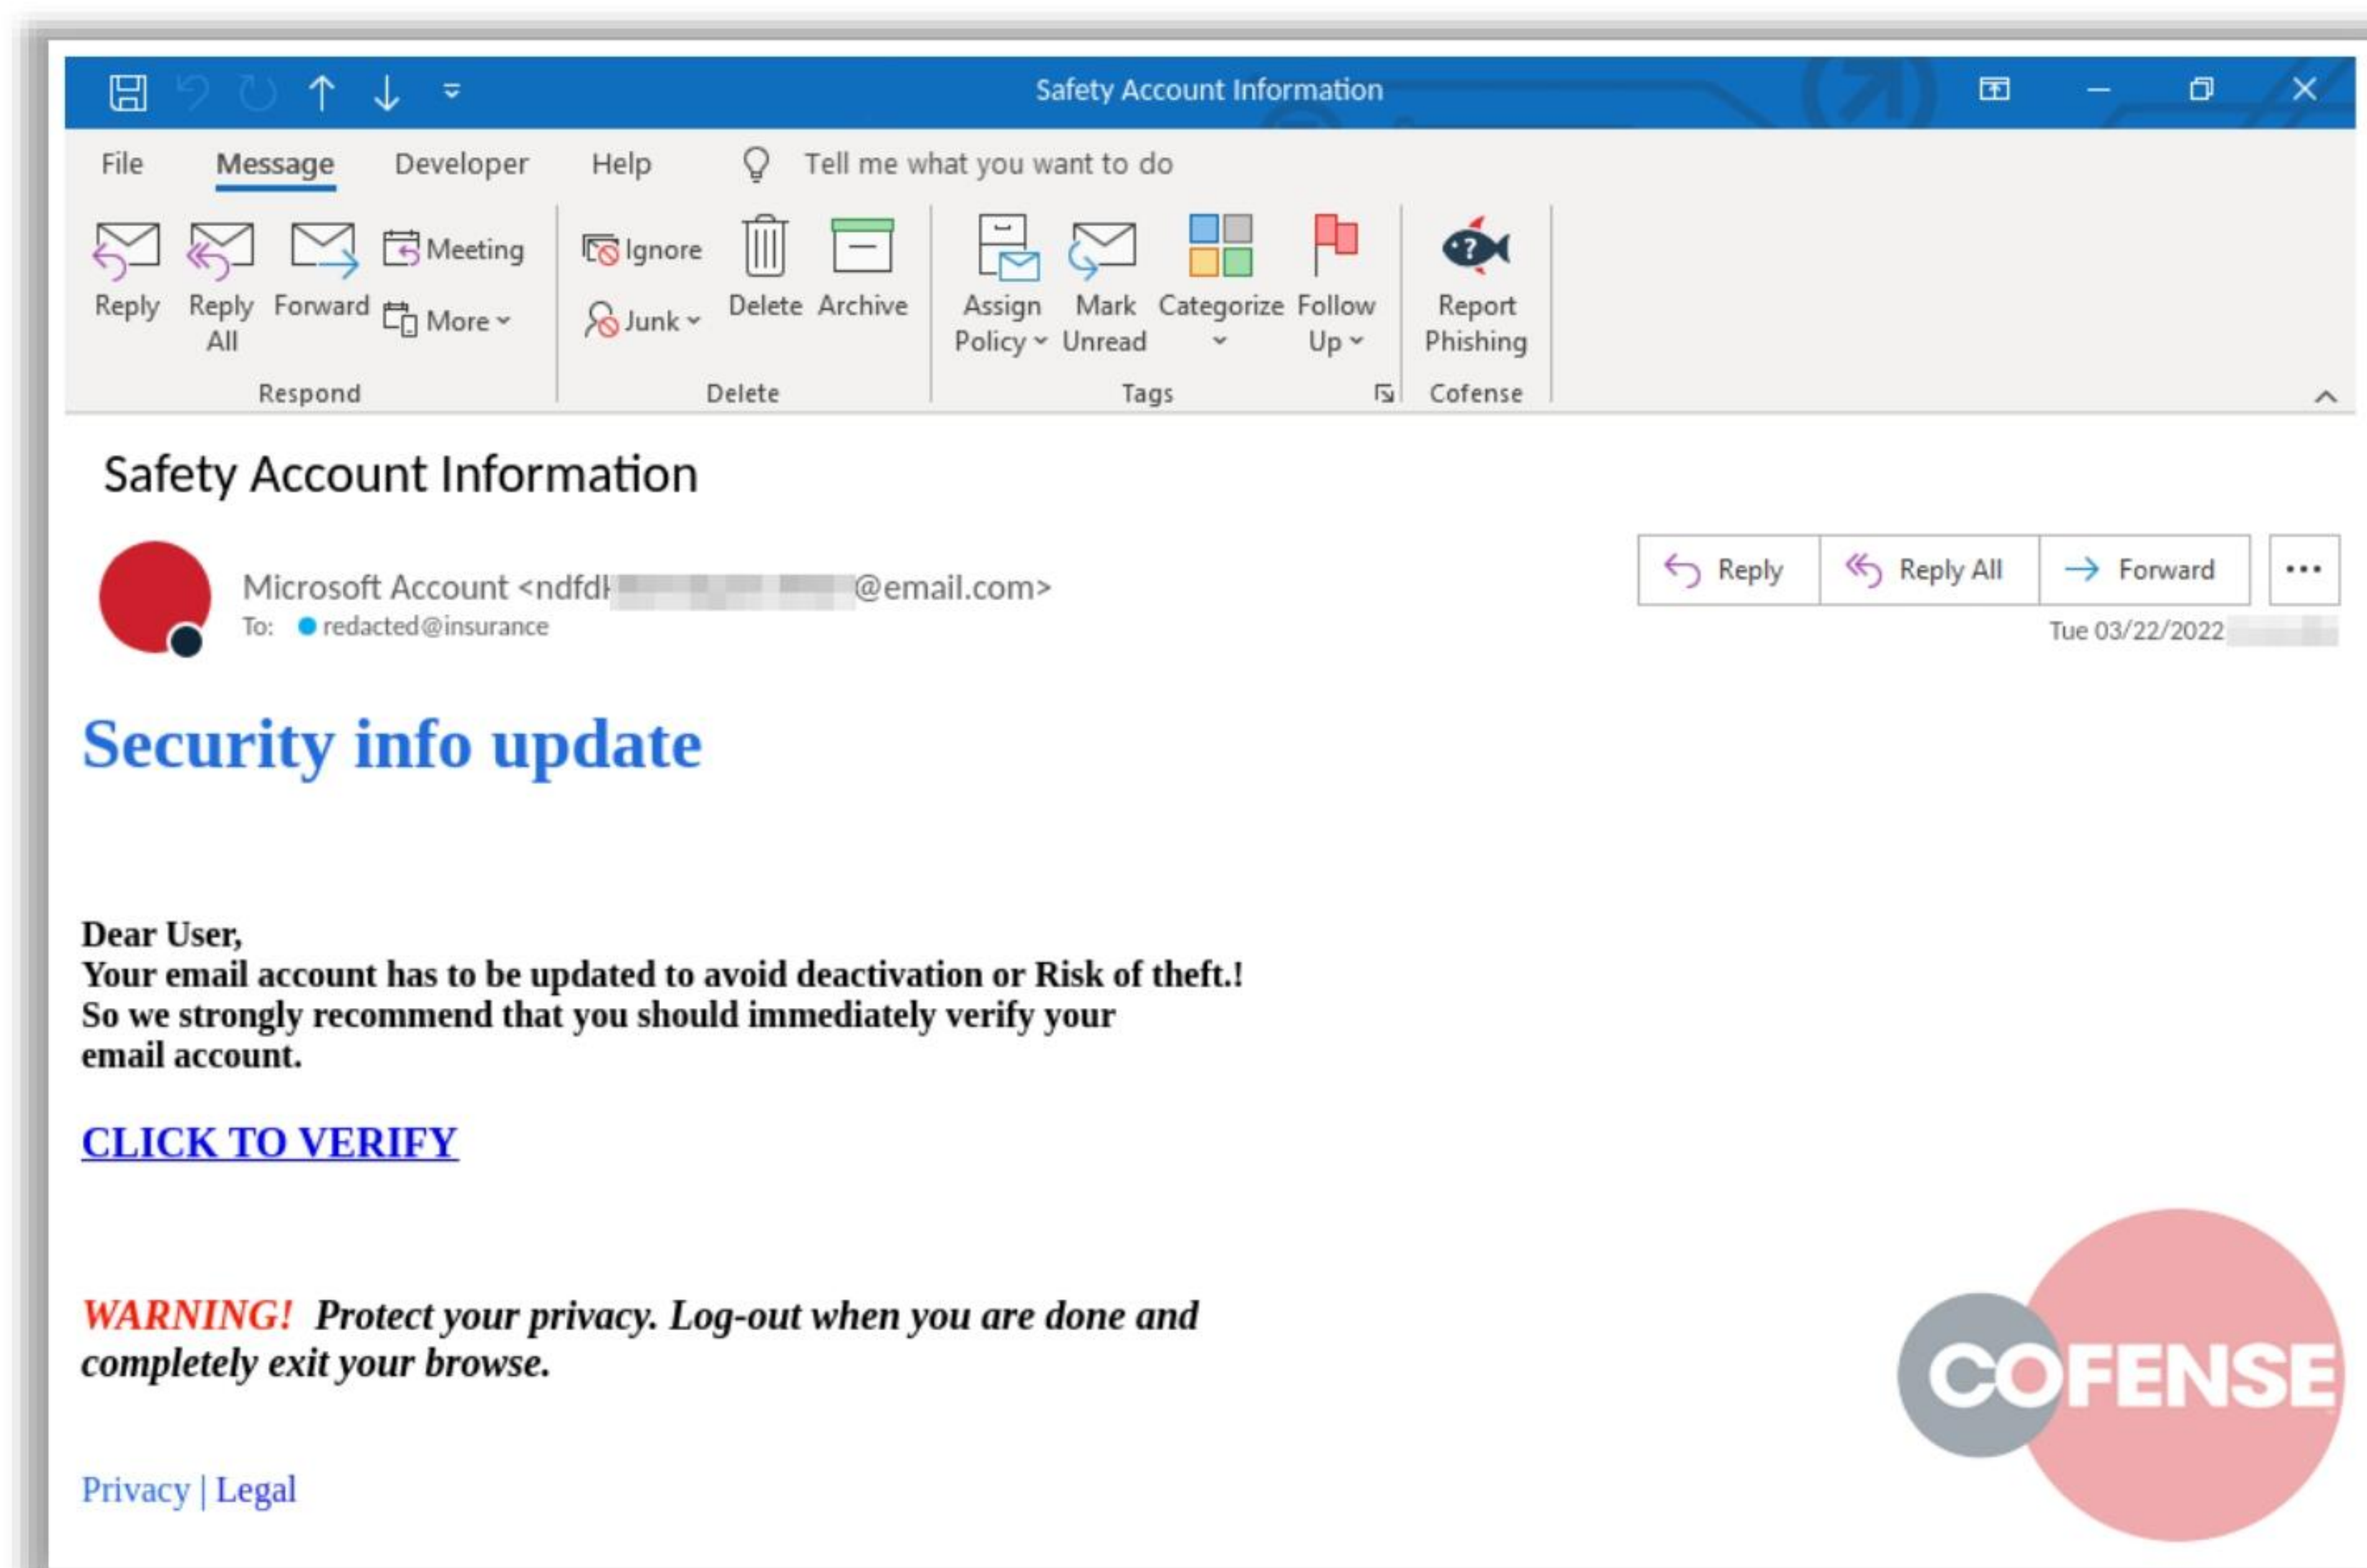 Safety Account Information
File Message Developer Help Tell me what you want to do
Reply Reply All Forward Meeting More Ignore Junk Delete Archive Assign Policy Mark Unread Categorize Follow Up Report Phishing
Respond Delete Tags Cofense
Safety Account Information
Microsoft Account <ndfd @email.com>
Reply Reply All Forward
To: redacted@insurance
Tue 03/22/2022
Security info update
Dear User,
Your email account has to be updated to avoid deactivation or Risk of theft.!
So we strongly recommend that you should immediately verify your
email account.
CLICK TO VERIFY
WARNING! Protect your privacy. Log-out when you are done and
completely exit your browse.
COFENSE
Privacy | Legal